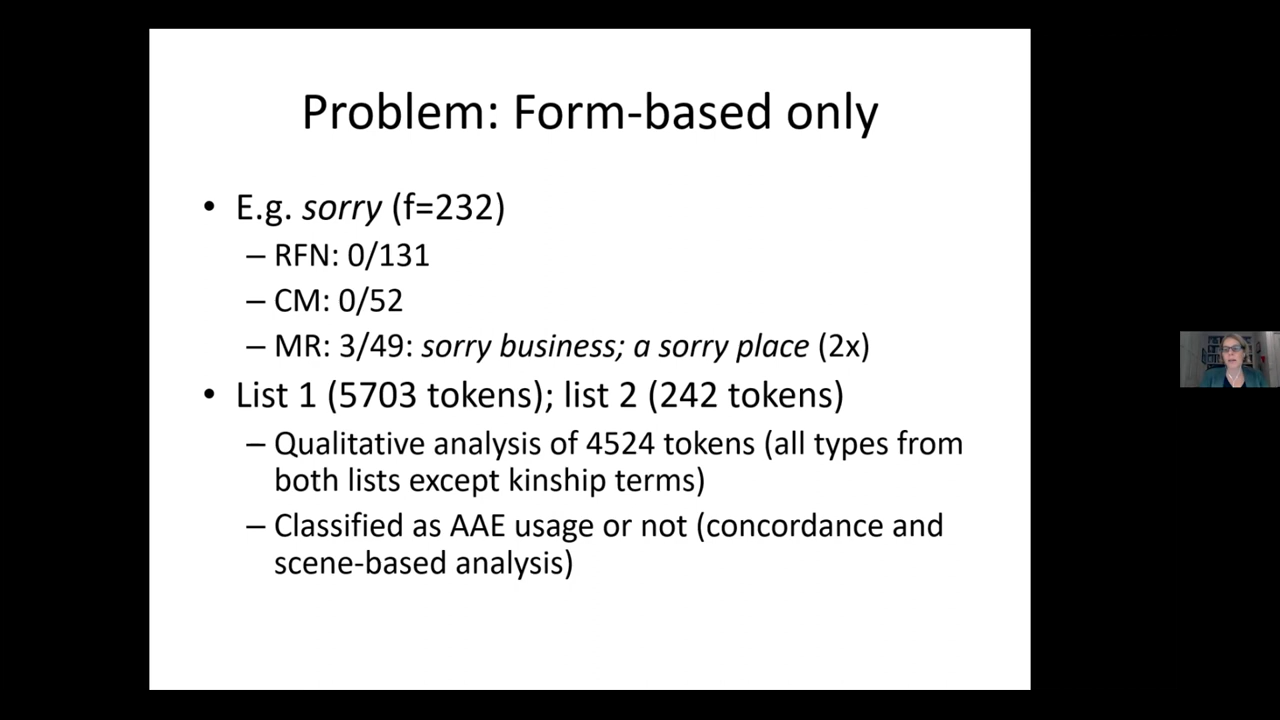 Problem: Form-based only
• E.g. sorry (f=232)
– RFN: 0/131
– CM: 0/52
– MR: 3/49: sorry business; a sorry place (2x)
• List 1 (5703 tokens); list 2 (242 tokens)
– Qualitative analysis of 4524 tokens (all types from
both lists except kinship terms)
– Classified as AAE usage or not (concordance and
scene-based analysis)